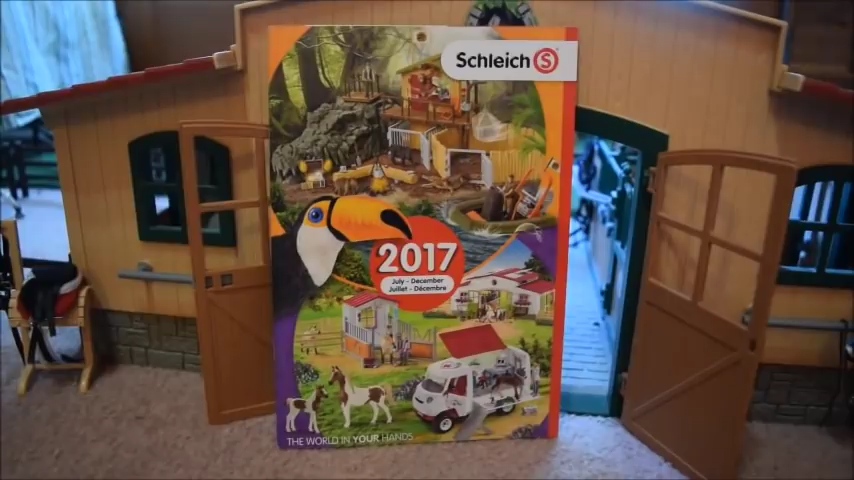 Schleich S
2017
July - December
Juillet - Décembre
THE WORLD IN YOUR HANDS